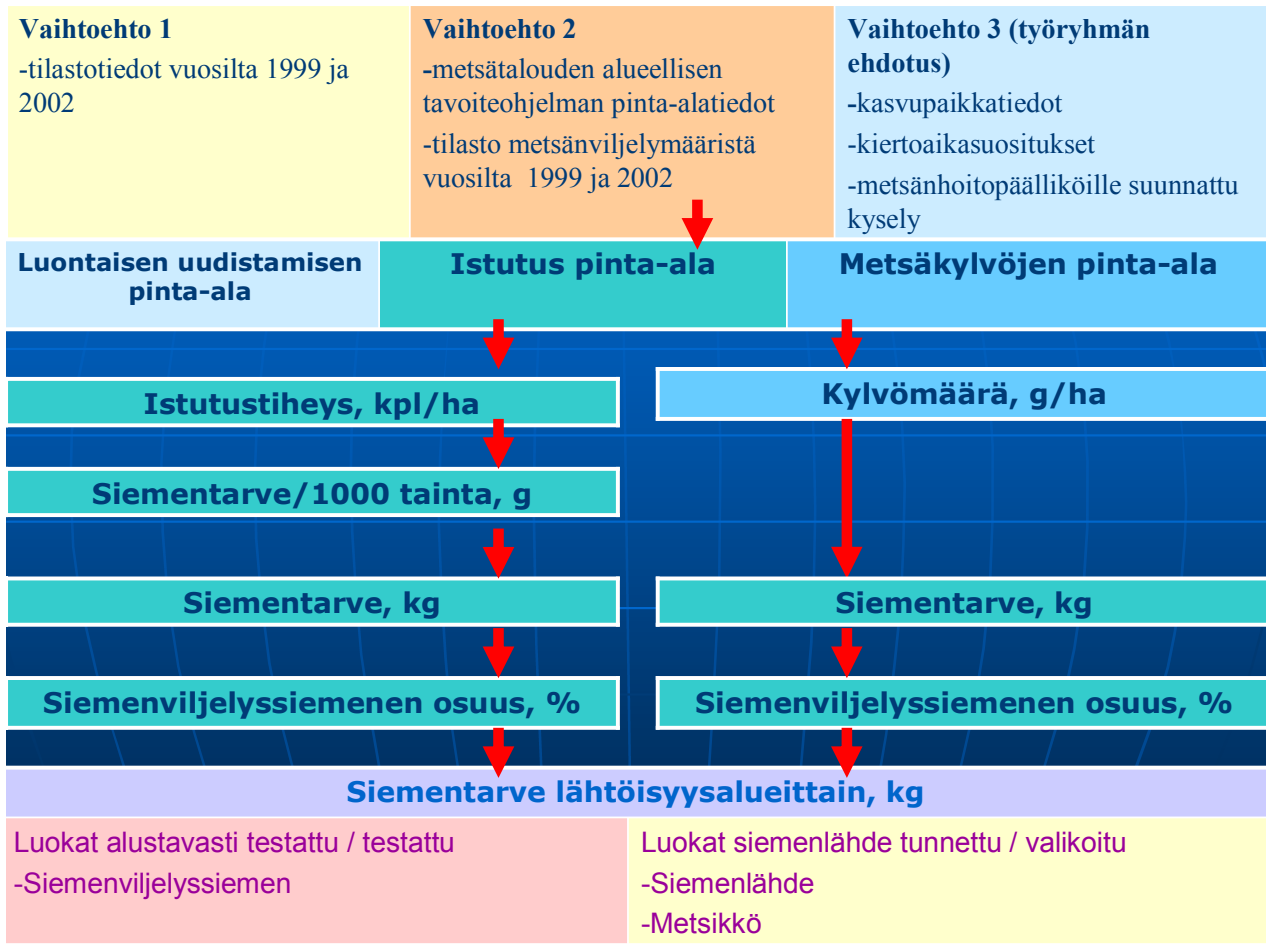 Vaihtoehto 1
-tilastotiedot vuosilta 1999 ja
2002
Vaihtoehto 2
-metsätalouden alueellisen
tavoiteohjelman pinta-alatiedot
-tilasto metsänviljelymääristä
vuosilta 1999 ja 2002
Vaihtoehto 3 (työryhmän
ehdotus)
-kasvupaikkatiedot
-kiertoaikasuositukset
-metsänhoitopäälliköille suunnattu
kysely
Luontaisen uudistamisen
pinta-ala
Istutus pinta-ala
Metsäkylvöjen pinta-ala
Istutustiheys, kpl/ha
Kylvömäärä, g/ha
Siementarve/1000 tainta, g
Siementarve, kg
Siementarve, kg
Siemenviljelyssiemenen osuus, %
Siemenviljelyssiemenen osuus, %
Siementarve lähtöisyysalueittain, kg
Luokat alustavasti testattu / testattu
-Siemenviljelyssiemen
Luokat siemenlähde tunnettu / valikoitu
-Siemenlähde
-Metsikkö